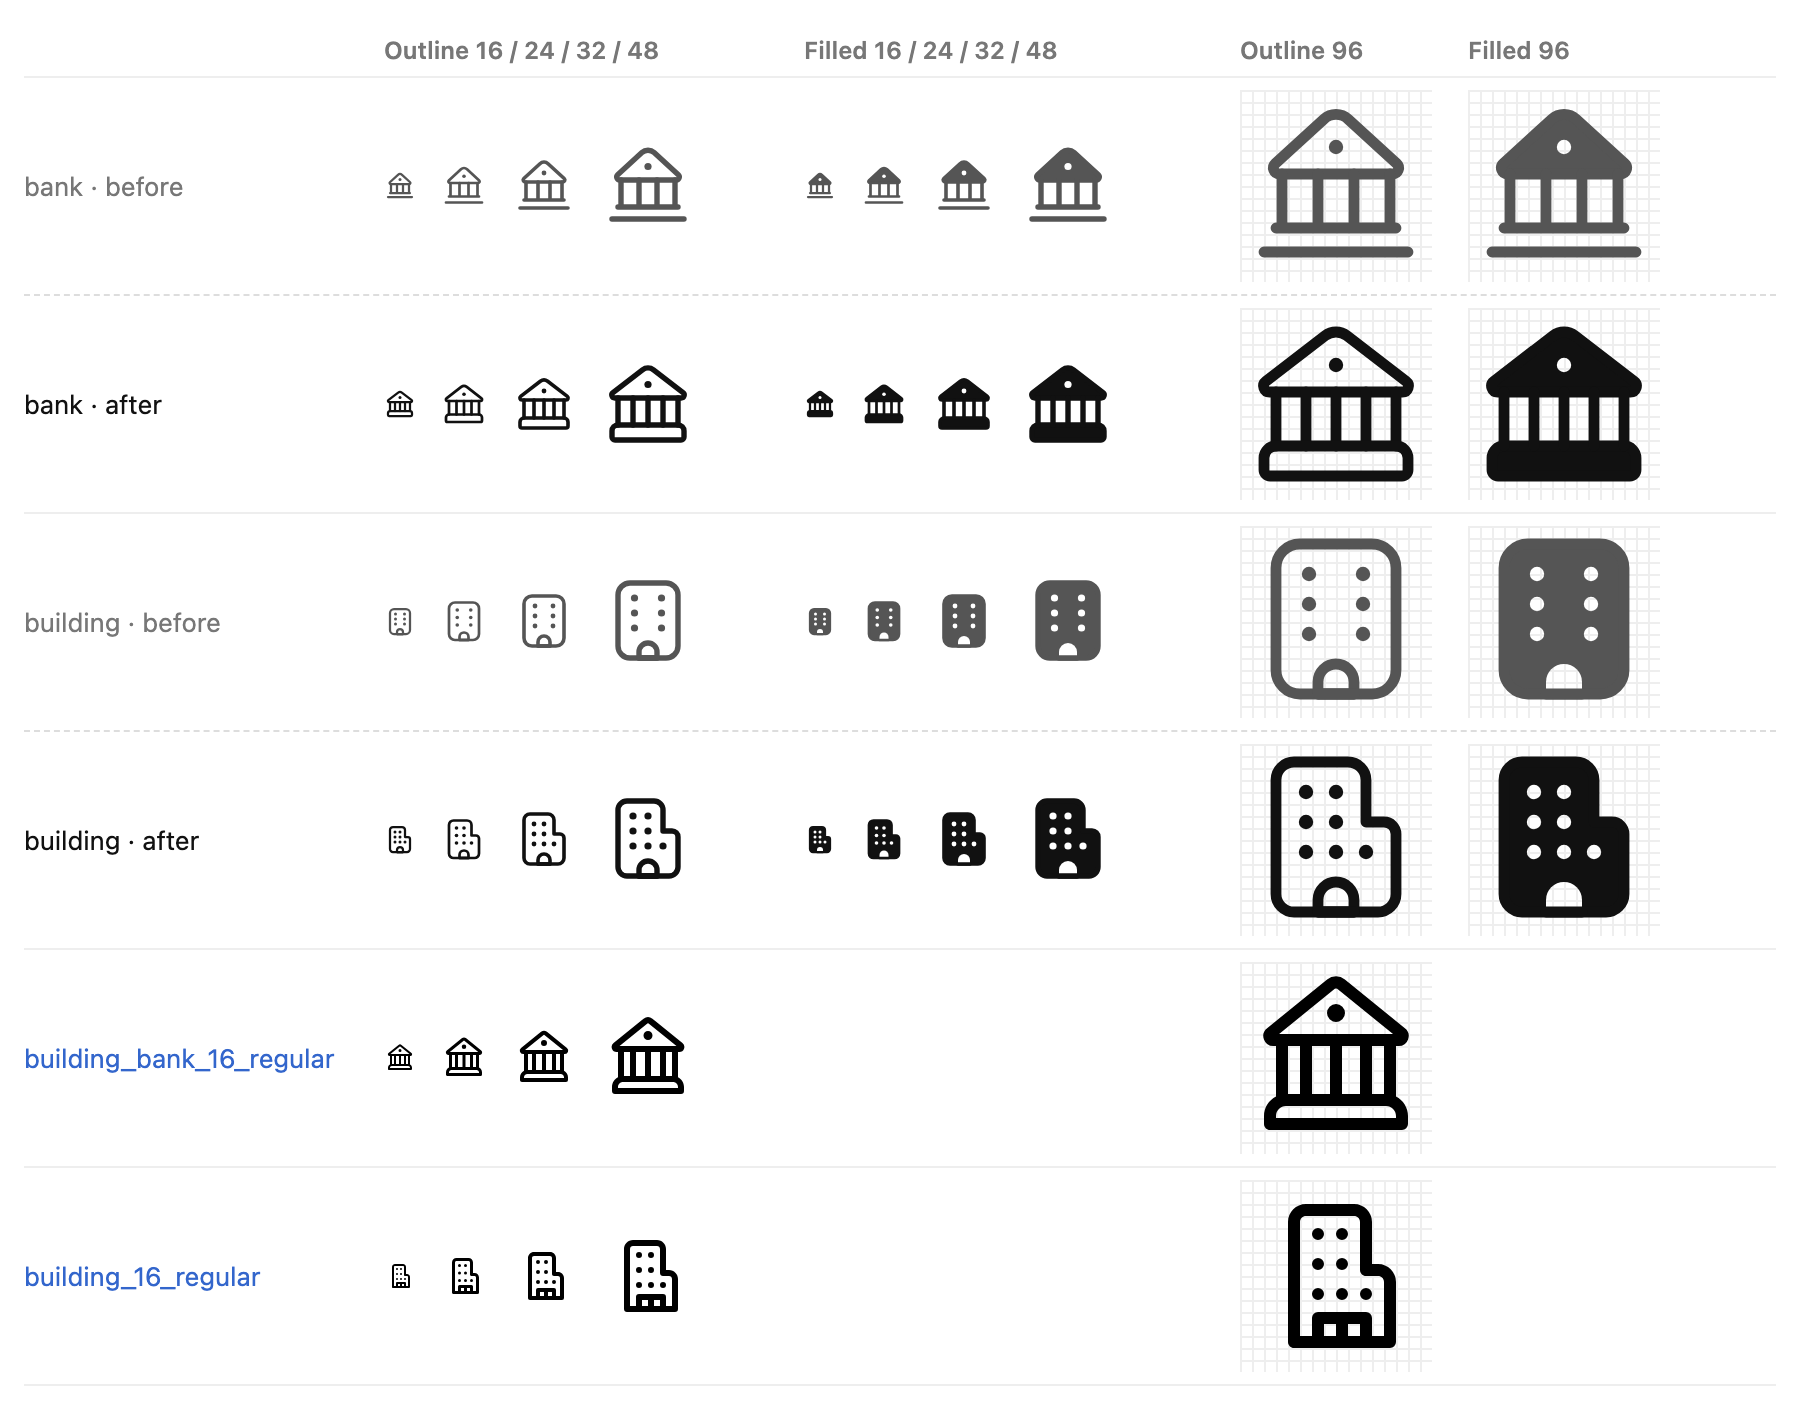 Outline 16 / 24 / 32 / 48 Filled 16 / 24 / 32 / 48 Outline 96 Filled 96
bank · before
bank · after
building · before
building · after
building_bank_16_regular
building_16_regular